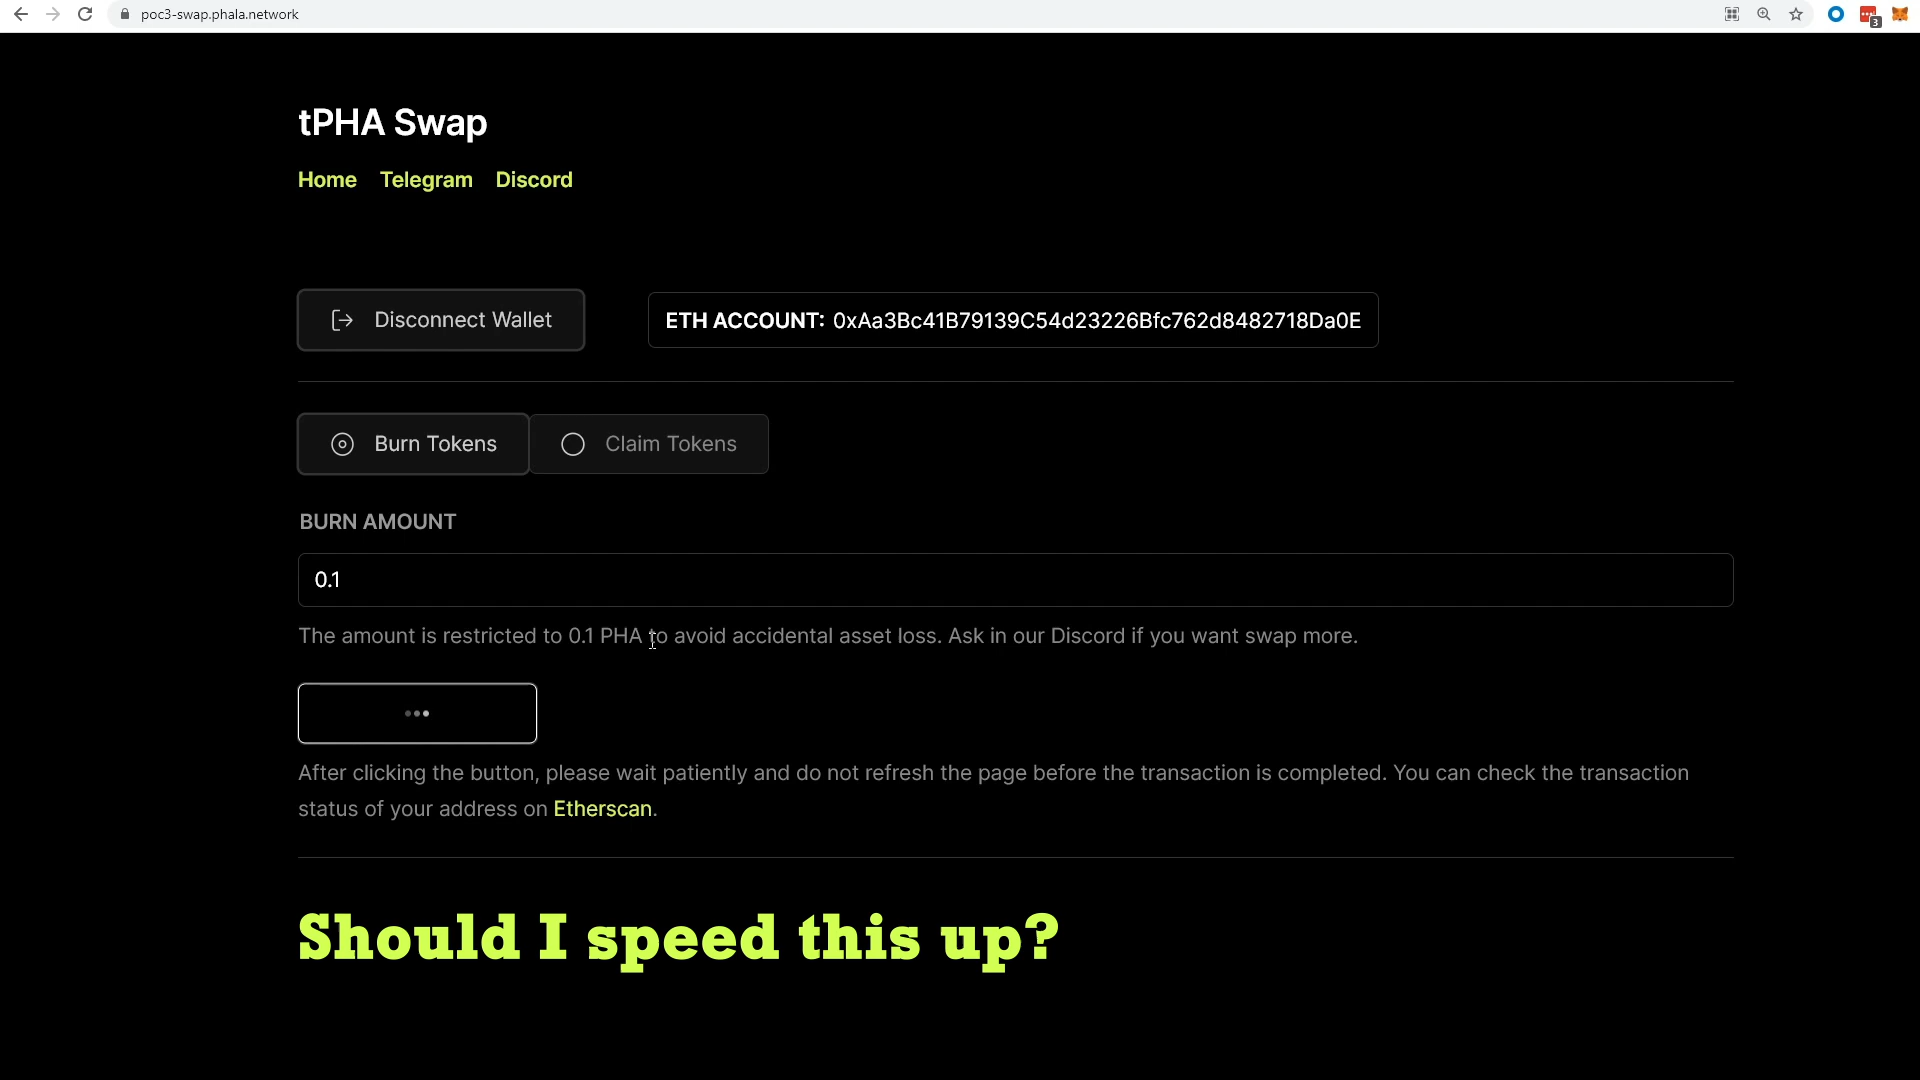 poc3-swap.phala.network
3
tPHA Swap
Home Telegram Discord
Disconnect Wallet
ETH ACCOUNT: 0xAa3Bc41B79139C54d23226Bfc762d8482718Da0E
Burn Tokens
Claim Tokens
BURN AMOUNT
0.1
The amount is restricted to 0.1 PHA to avoid accidental asset loss. Ask in our Discord if you want swap more.
After clicking the button, please wait patiently and do not refresh the page before the transaction is completed. You can check the transaction
status of your address on Etherscan.
Should I speed this up?